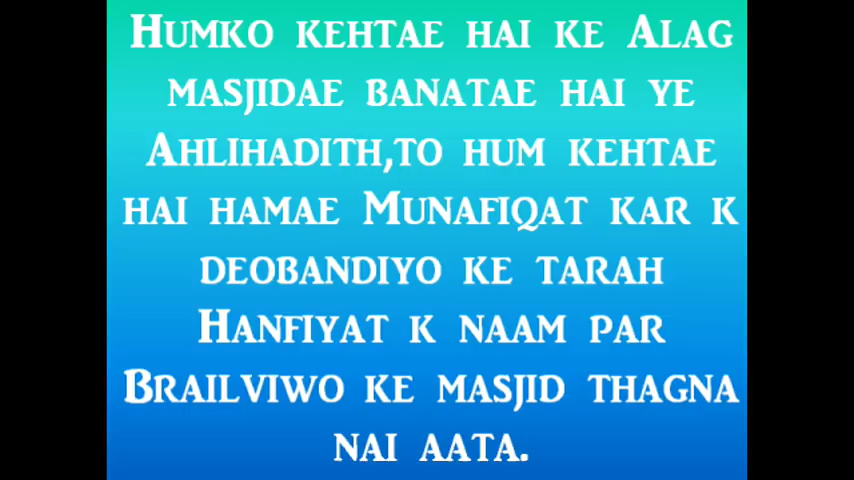 Humko kehtae hai ke Alag
masjidae banatae hai ye
Ahlihadith,to hum kehtae
hai hamae Munafiqat kar k
deobandiyo ke tarah
Hanfiyat k naam par
Brailviwo ke masjid thagna
nai aata.